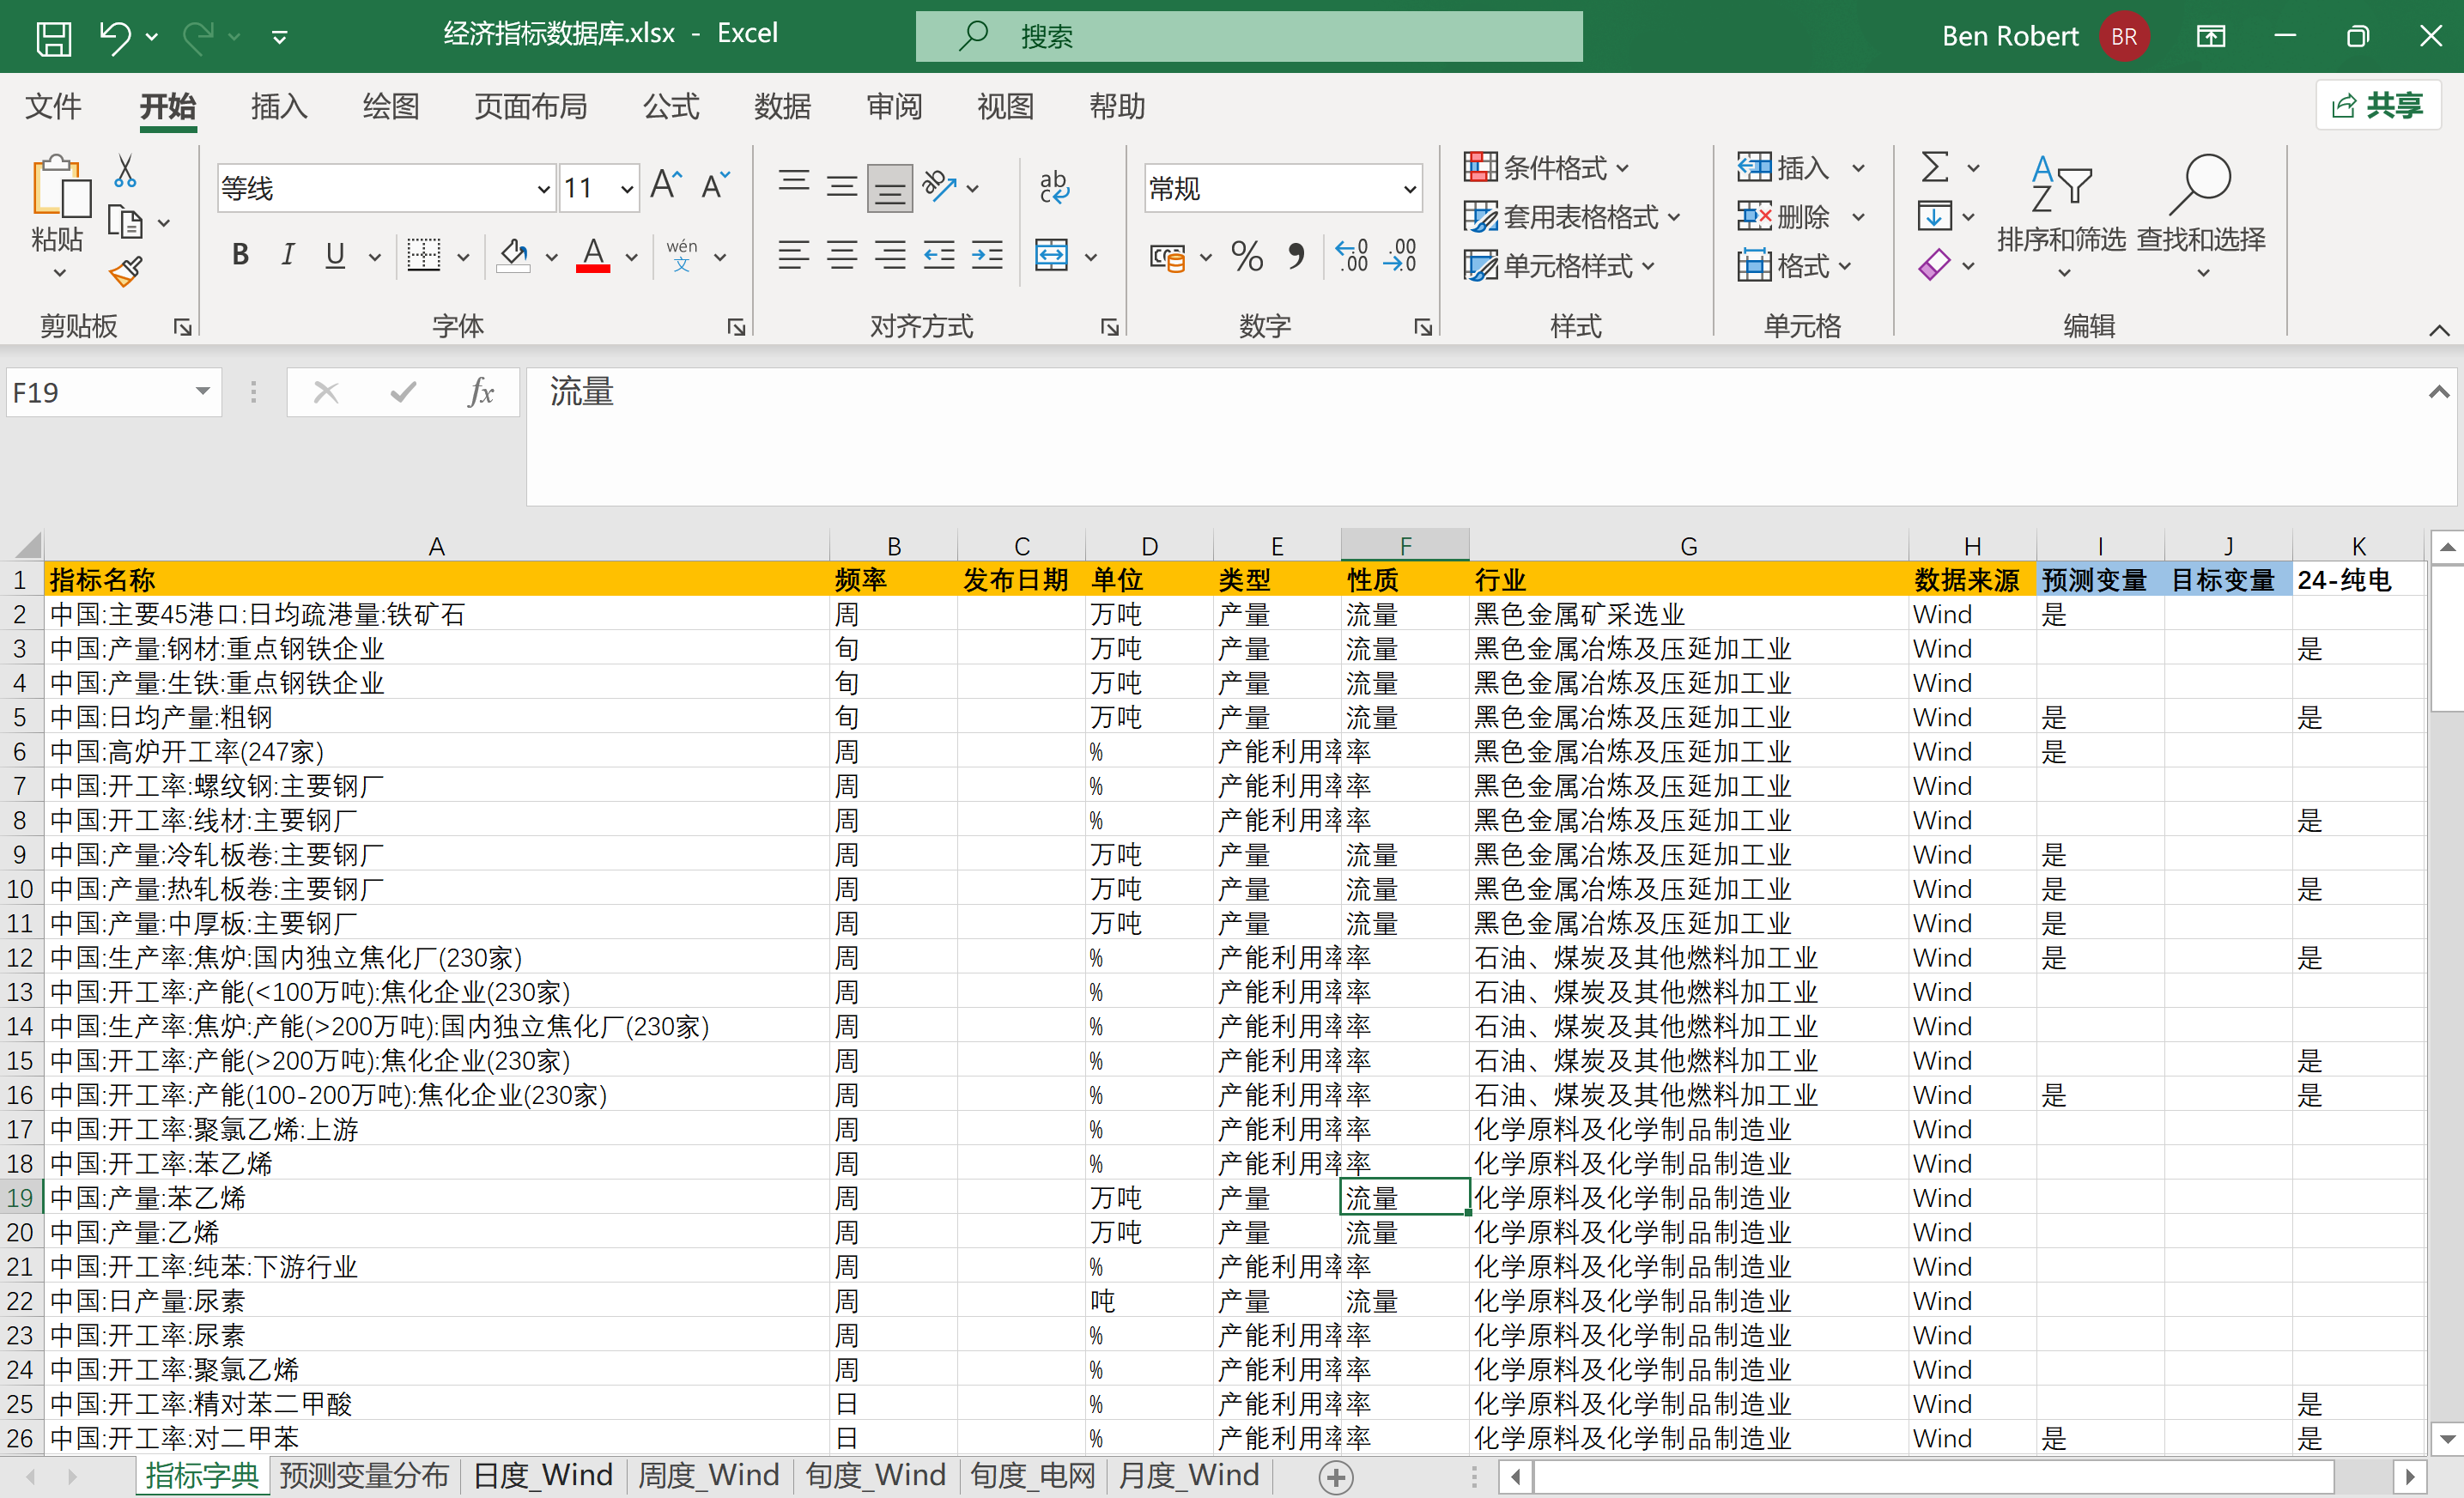 经济指标数据库.xlsx - Excel
搜索
Ben Robert BR
文件 开始 插入 绘图 页面布局 公式 数据 审阅 视图 帮助 共享
粘贴
等线 11
B I U wén 文
ab
常规
% .00
条件格式
套用表格格式
单元格样式
插入
删除
格式
排序和筛选 查找和选择
剪贴板 字体 对齐方式 数字 样式 单元格 编辑
F19 fx 流量
A B C D E F G H I J K
1 指标名称 频率 发布日期 单位 类型 性质 行业 数据来源 预测变量 目标变量 24-纯电
2 中国:主要45港口:日均疏港量:铁矿石 周 万吨 产量 流量 黑色金属矿采选业 Wind 是
3 中国:产量:钢材:重点钢铁企业 旬 万吨 产量 流量 黑色金属冶炼及压延加工业 Wind 是
4 中国:产量:生铁:重点钢铁企业 旬 万吨 产量 流量 黑色金属冶炼及压延加工业 Wind
5 中国:日均产量:粗钢 旬 万吨 产量 流量 黑色金属冶炼及压延加工业 Wind 是 是
6 中国:高炉开工率(247家) 周 % 产能利用率 率 黑色金属冶炼及压延加工业 Wind 是
7 中国:开工率:螺纹钢:主要钢厂 周 % 产能利用率 率 黑色金属冶炼及压延加工业 Wind
8 中国:开工率:线材:主要钢厂 周 % 产能利用率 率 黑色金属冶炼及压延加工业 Wind 是
9 中国:产量:冷轧板卷:主要钢厂 周 万吨 产量 流量 黑色金属冶炼及压延加工业 Wind 是
10 中国:产量:热轧板卷:主要钢厂 周 万吨 产量 流量 黑色金属冶炼及压延加工业 Wind 是 是
11 中国:产量:中厚板:主要钢厂 周 万吨 产量 流量 黑色金属冶炼及压延加工业 Wind 是
12 中国:生产率:焦炉:国内独立焦化厂(230家) 周 % 产能利用率 率 石油、煤炭及其他燃料加工业 Wind 是 是
13 中国:开工率:产能(<100万吨):焦化企业(230家) 周 % 产能利用率 率 石油、煤炭及其他燃料加工业 Wind
14 中国:生产率:焦炉:产能(>200万吨):国内独立焦化厂(230家) 周 % 产能利用率 率 石油、煤炭及其他燃料加工业 Wind
15 中国:开工率:产能(>200万吨):焦化企业(230家) 周 % 产能利用率 率 石油、煤炭及其他燃料加工业 Wind 是
16 中国:开工率:产能(100-200万吨):焦化企业(230家) 周 % 产能利用率 率 石油、煤炭及其他燃料加工业 Wind 是 是
17 中国:开工率:聚氯乙烯:上游 周 % 产能利用率 率 化学原料及化学制品制造业 Wind
18 中国:开工率:苯乙烯 周 % 产能利用率 率 化学原料及化学制品制造业 Wind
19 中国:产量:苯乙烯 周 万吨 产量 流量 化学原料及化学制品制造业 Wind
20 中国:产量:乙烯 周 万吨 产量 流量 化学原料及化学制品制造业 Wind
21 中国:开工率:纯苯:下游行业 周 % 产能利用率 率 化学原料及化学制品制造业 Wind
22 中国:日产量:尿素 周 吨 产量 流量 化学原料及化学制品制造业 Wind
23 中国:开工率:尿素 周 % 产能利用率 率 化学原料及化学制品制造业 Wind
24 中国:开工率:聚氯乙烯 周 % 产能利用率 率 化学原料及化学制品制造业 Wind
25 中国:开工率:精对苯二甲酸 日 % 产能利用率 率 化学原料及化学制品制造业 Wind 是
26 中国:开工率:对二甲苯 日 % 产能利用率 率 化学原料及化学制品制造业 Wind 是 是
指标字典 预测变量分布 日度_Wind 周度_Wind 旬度_Wind 旬度_电网 月度_Wind